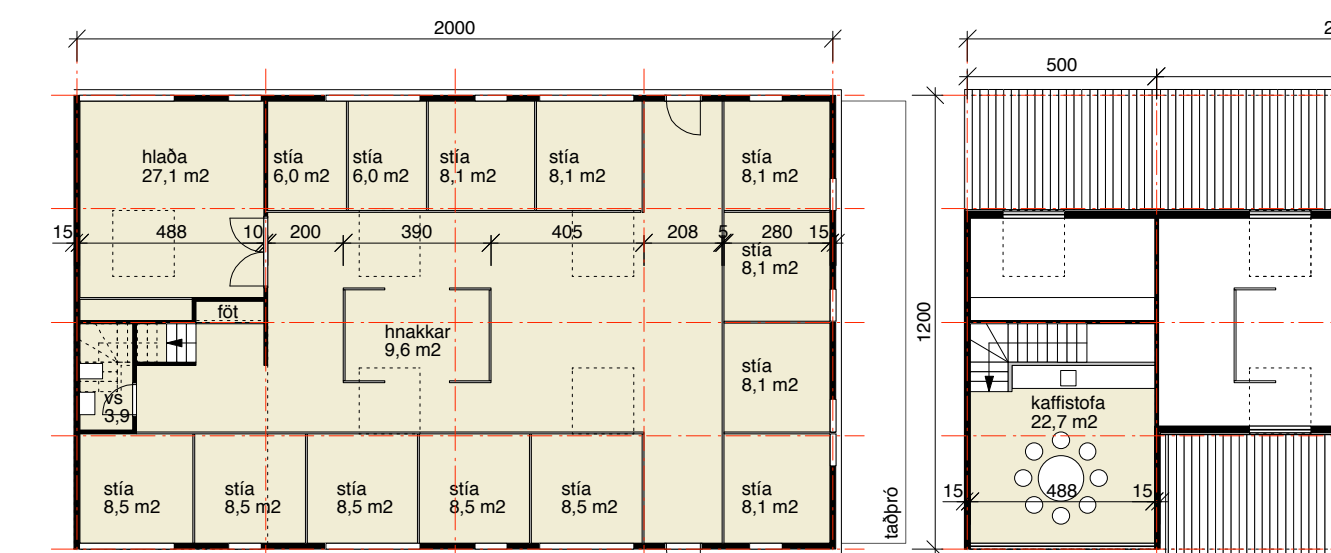 2000
2
500
hlaða
27,1 m2
stía
6,0 m2
stía
6,0 m2
stía
8,1 m2
stía
8,1 m2
stía
8,1 m2
15
488
10
200
390
405
208
5
280
15
stía
8,1 m2
föt
hnakkar
9,6 m2
stía
8,1 m2
vs
3,9
stía
8,5 m2
stía
8,5 m2
stía
8,5 m2
stía
8,5 m2
stía
8,5 m2
stía
8,1 m2
taðþró
1200
kaffistofa
22,7 m2
15
488
15